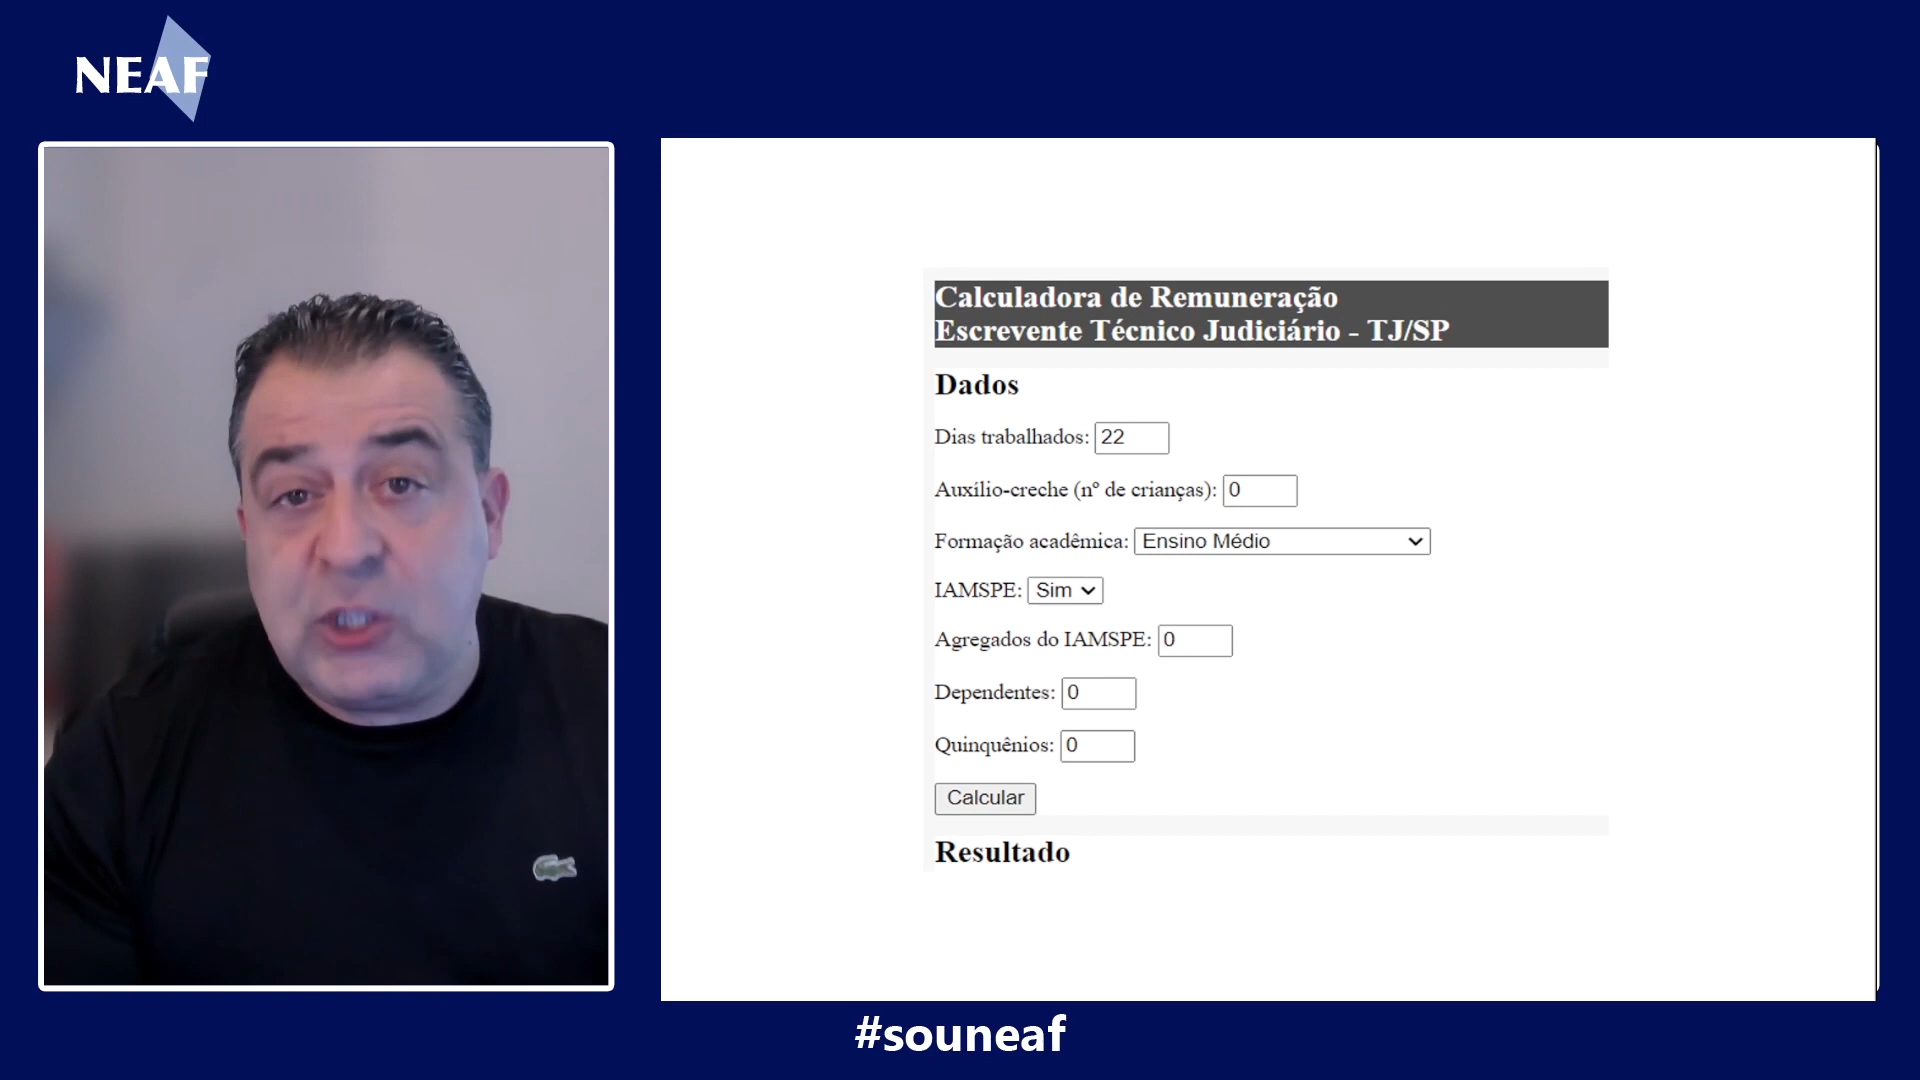 NEAF
Calculadora de Remuneração
Escrevente Técnico Judiciário - TJ/SP
Dados
Dias trabalhados: 22
Auxílio-creche (nº de crianças): 0
Formação acadêmica: Ensino Médio
IAMSPE: Sim
Agregados do IAMSPE: 0
Dependentes: 0
Quinquênios: 0
Calcular
Resultado
#souneaf